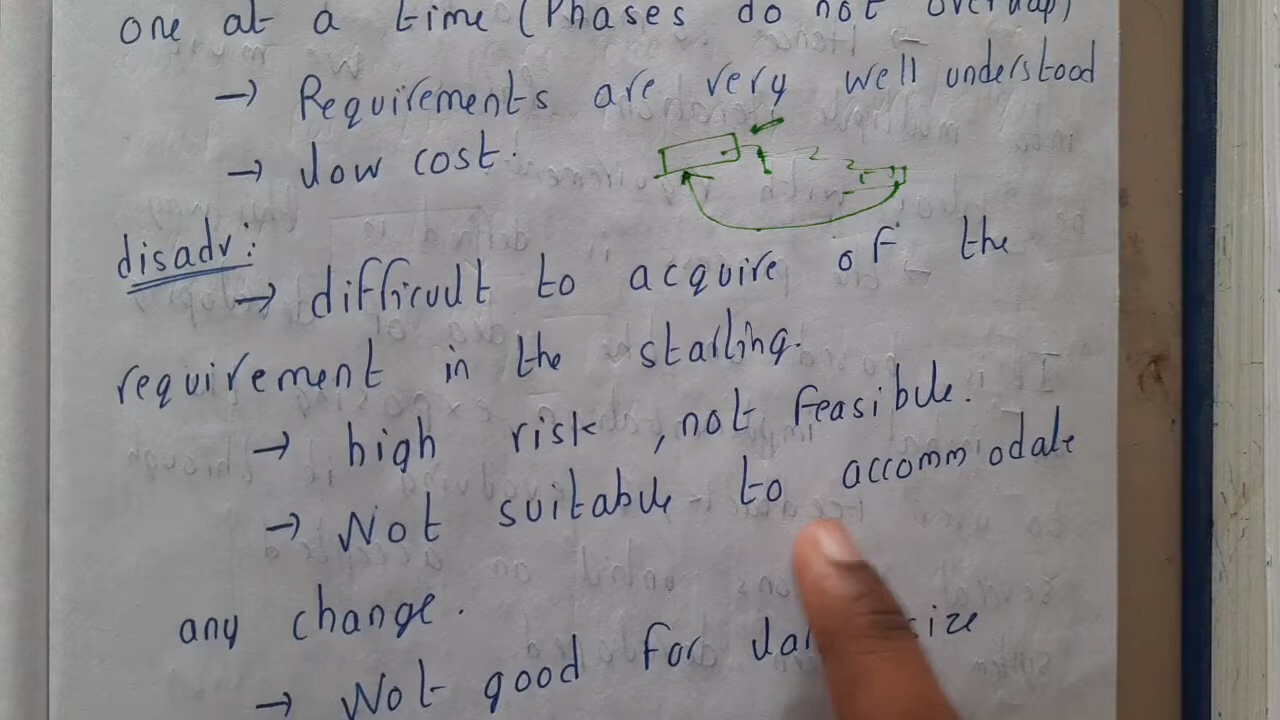 one at a time (Phases do not overlap)
→ Requirements are very well understood
→ low cost.
disadv:
→ difficult to acquire of the
requirement in the starting.
→ high risk, not feasible.
→ Not suitable to accommodate
any change.
→ Not good for size